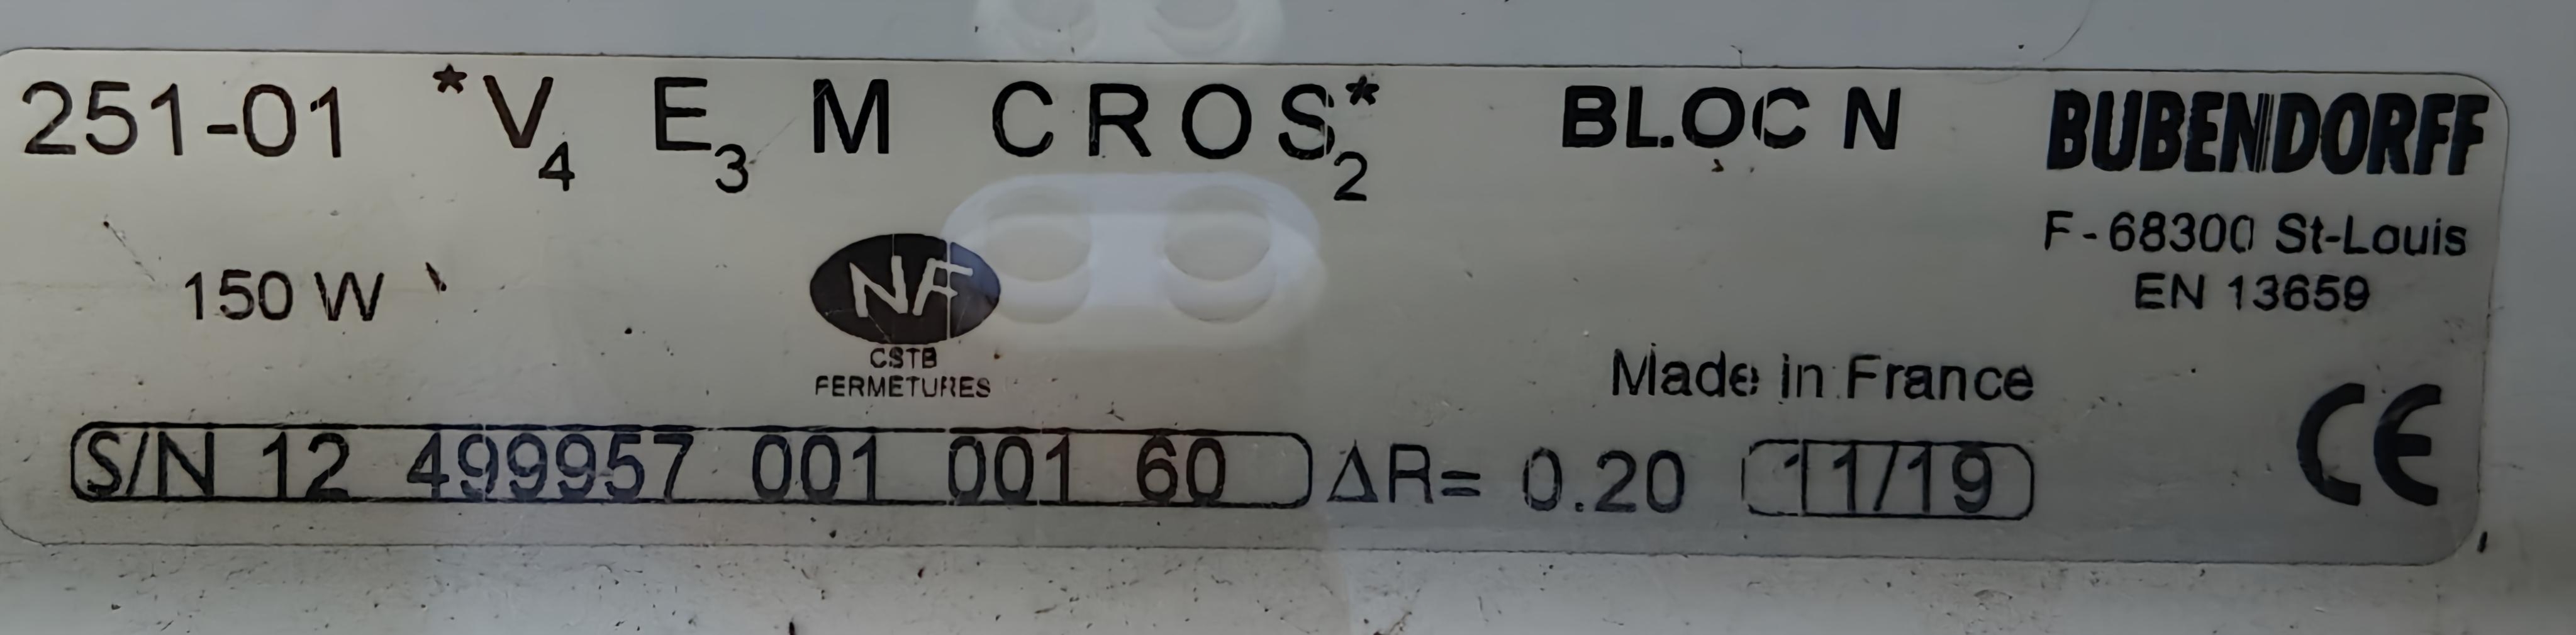 251-01 *V4 E3 M CROS2* BLOC N BUBENDORFF
F-68300 St-Louis
EN 13659
150 W
NF
CSTB
FERMETURES
Made in France
CE
S/N 12 499957 001 001 60 ΔR= 0.20 11/19